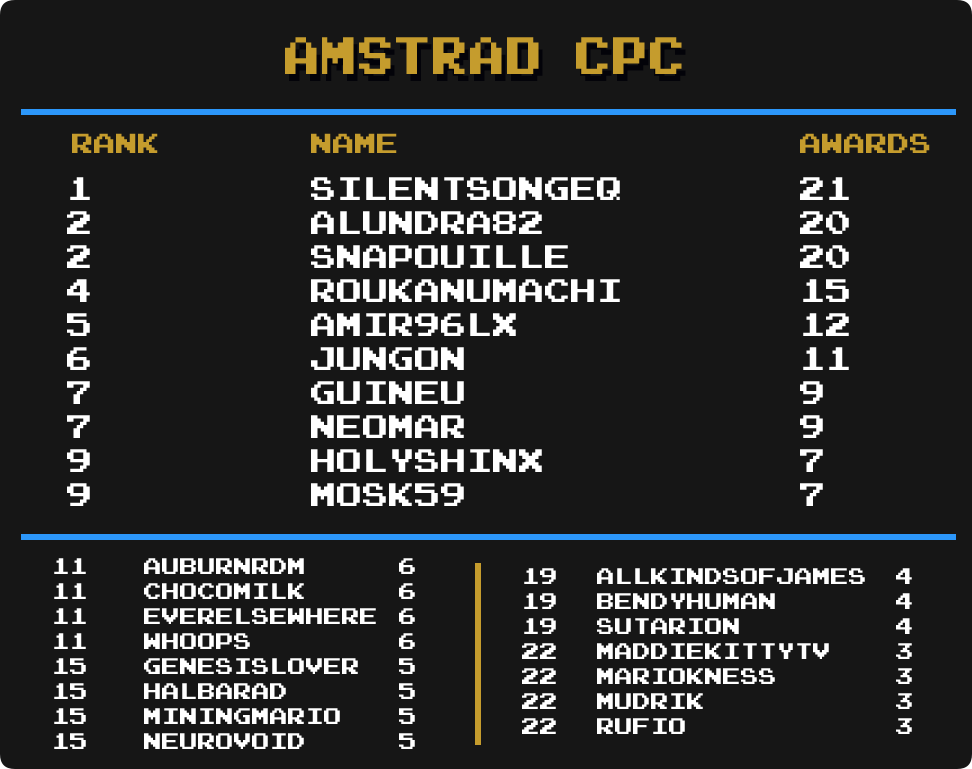 AMSTRAD CPC
RANK NAME AWARDS
1 SILENTSONGEQ 21
2 ALUNDRA82 20
2 SNAPOUILLE 20
4 ROUKANUMACHI 15
5 AMIR96LX 12
6 JUNGON 11
7 GUINEU 9
7 NEOMAR 9
9 HOLYSHINX 7
9 MOSK59 7
11 AUBURNRDM 6
11 CHOCOMILK 6
11 EVERELSEWHERE 6
11 WHOOPS 6
15 GENESISLOVER 5
15 HALBARAD 5
15 MININGMARIO 5
15 NEUROVOID 5
19 ALLKINDSOFJAMES 4
19 BENDYHUMAN 4
19 SUTARION 4
22 MADDIEKITTYTV 3
22 MARIOKNESS 3
22 MUDRIK 3
22 RUFIO 3